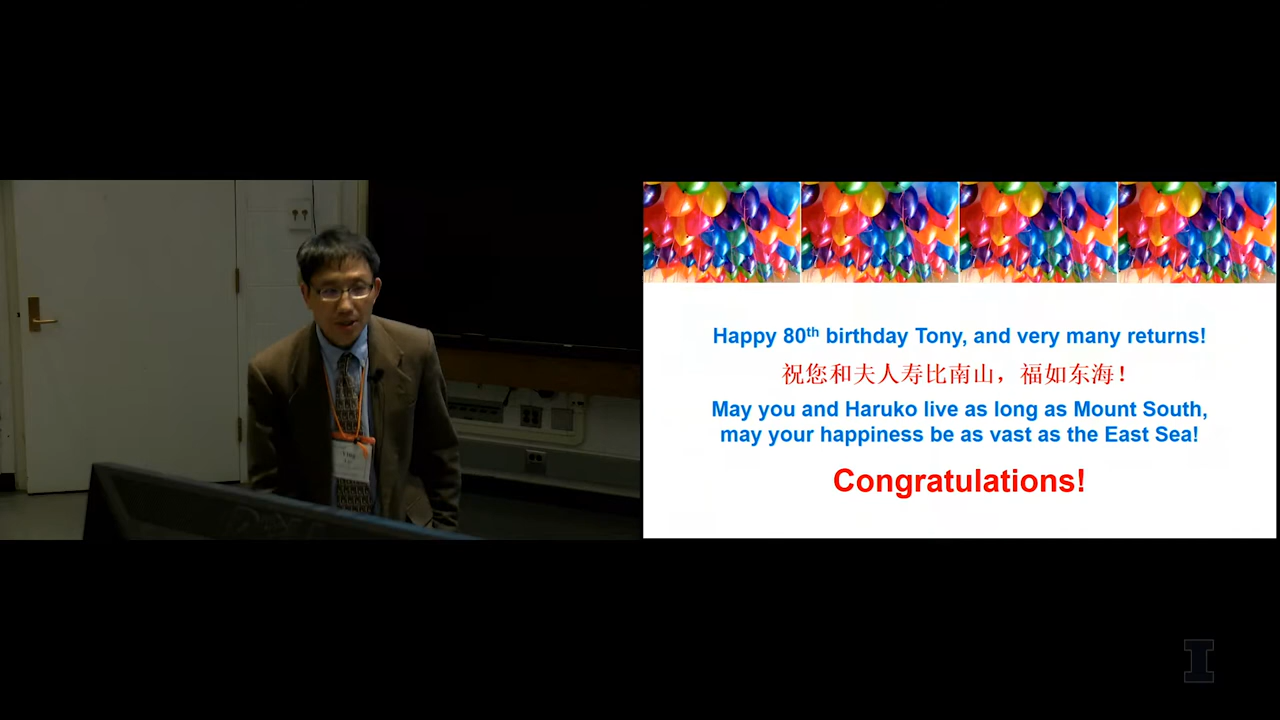 Happy 80th birthday Tony, and very many returns!
祝您和夫人寿比南山，福如东海！
May you and Haruko live as long as Mount South,
may your happiness be as vast as the East Sea!
Congratulations!